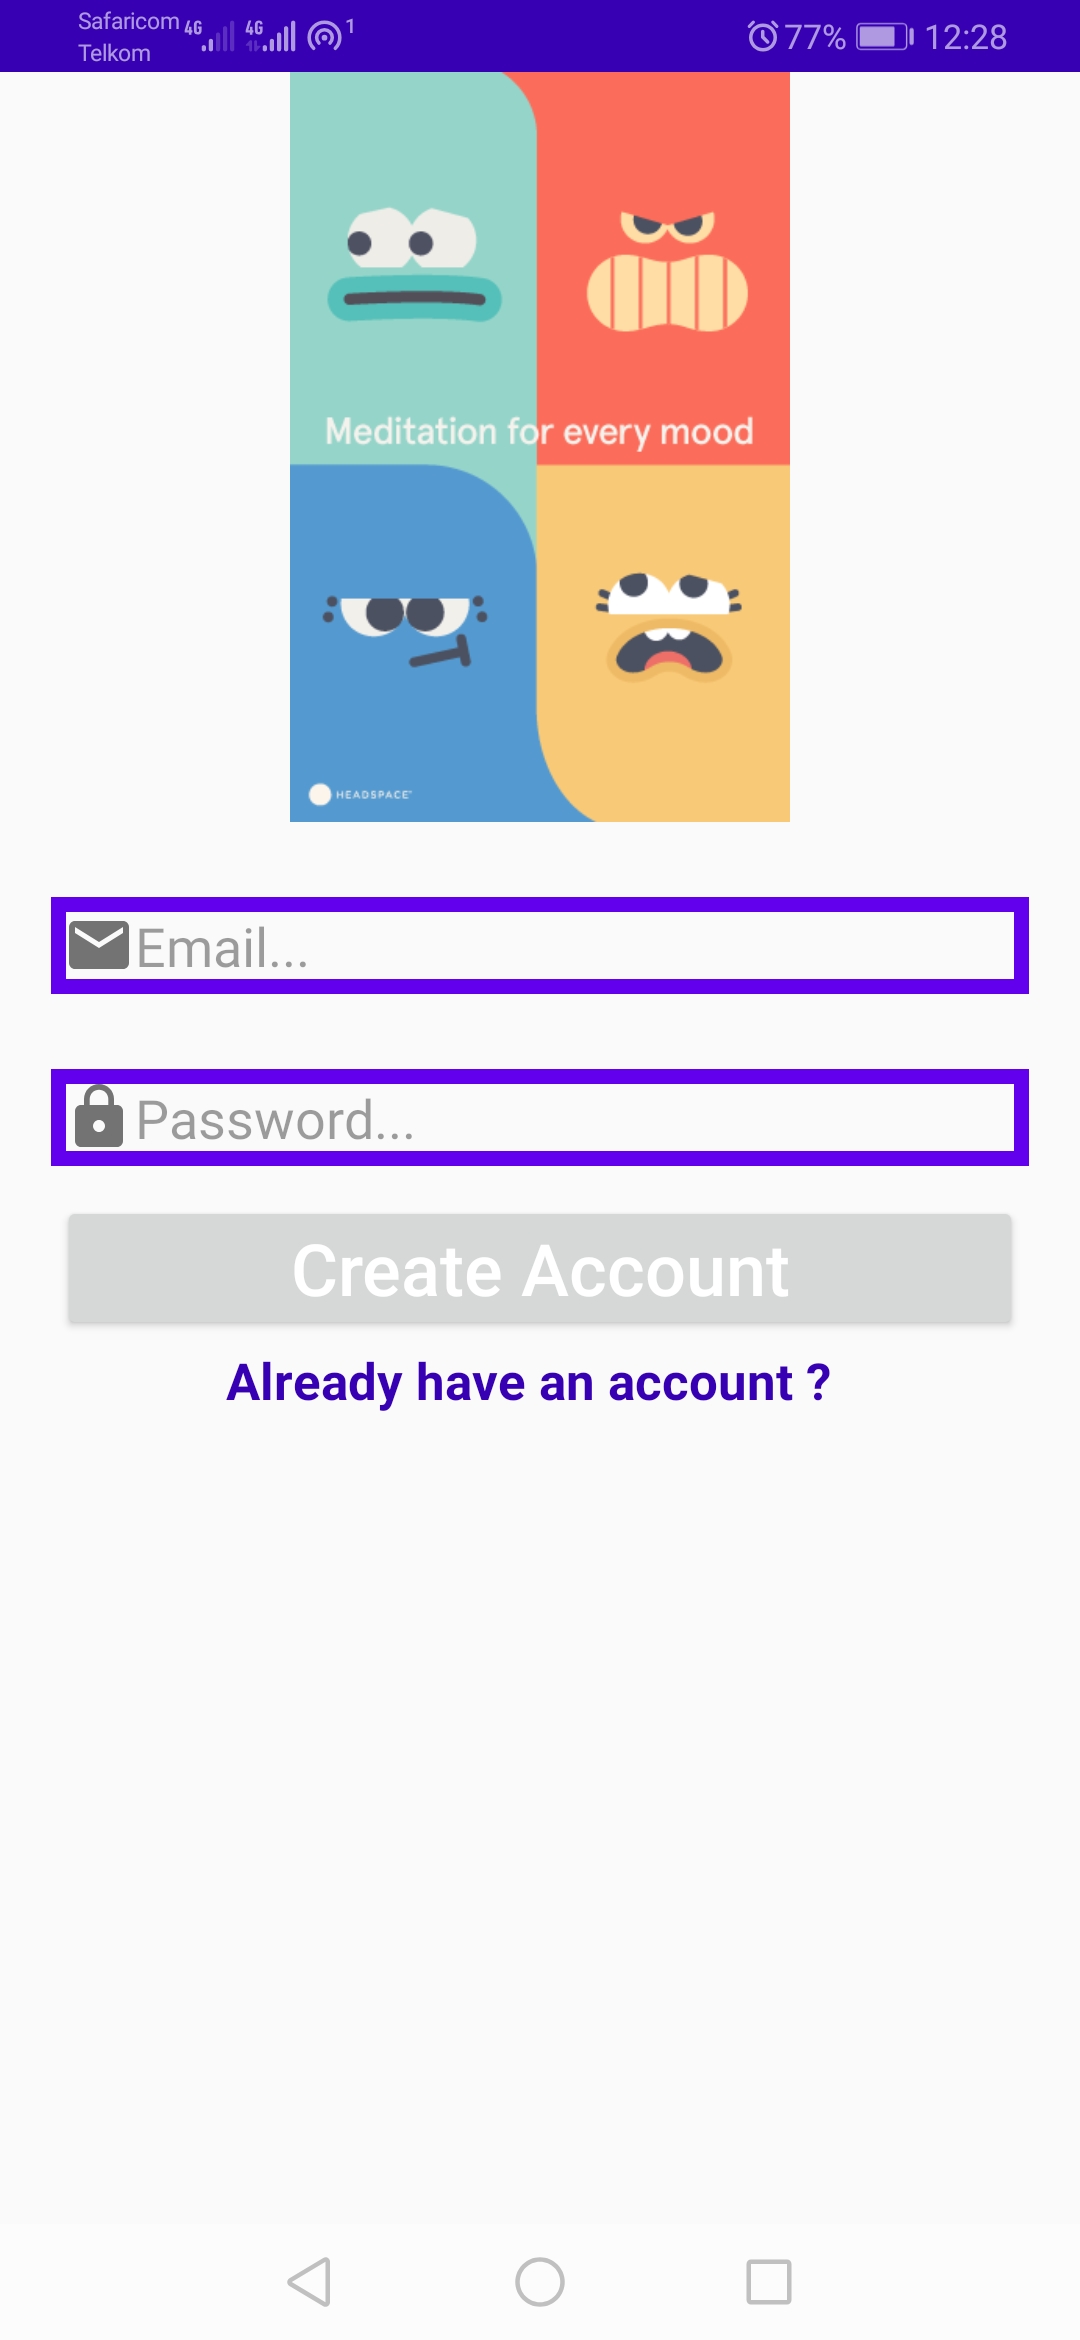 Safaricom 4G 4G 1 77% 12:28
Telkom
Meditation for every mood
HEADSPACE™
Email...
Password...
Create Account
Already have an account ?